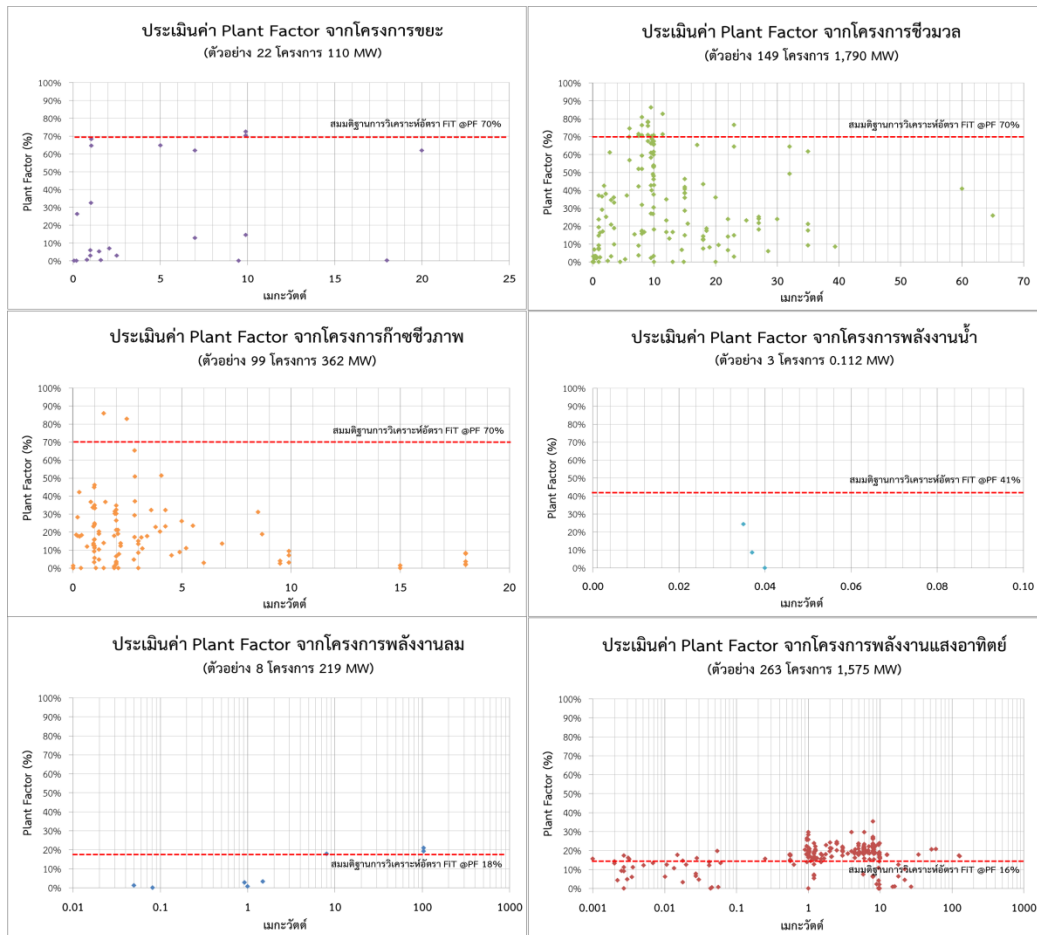 ประเมินค่า Plant Factor จากโครงการขยะ
(ตัวอย่าง 22 โครงการ 110 MW)
100%
90%
80%
70%
60%
50%
40%
30%
20%
10%
0%
Plant Factor (%)
สมมติฐานการวิเคราะห์อัตรา FiT @PF 70%
0 5 10 15 20 25
เมกะวัตต์
ประเมินค่า Plant Factor จากโครงการชีวมวล
(ตัวอย่าง 149 โครงการ 1,790 MW)
100%
90%
80%
70%
60%
50%
40%
30%
20%
10%
0%
Plant Factor (%)
สมมติฐานการวิเคราะห์อัตรา FiT @PF 70%
0 10 20 30 40 50 60 70
เมกะวัตต์
ประเมินค่า Plant Factor จากโครงการก๊าซชีวภาพ
(ตัวอย่าง 99 โครงการ 362 MW)
100%
90%
80%
70%
60%
50%
40%
30%
20%
10%
0%
Plant Factor (%)
สมมติฐานการวิเคราะห์อัตรา FiT @PF 70%
0 5 10 15 20
เมกะวัตต์
ประเมินค่า Plant Factor จากโครงการพลังงานน้ำ
(ตัวอย่าง 3 โครงการ 0.112 MW)
100%
90%
80%
70%
60%
50%
40%
30%
20%
10%
0%
Plant Factor (%)
สมมติฐานการวิเคราะห์อัตรา FiT @PF 41%
0.00 0.02 0.04 0.06 0.08 0.10
เมกะวัตต์
ประเมินค่า Plant Factor จากโครงการพลังงานลม
(ตัวอย่าง 8 โครงการ 219 MW)
100%
90%
80%
70%
60%
50%
40%
30%
20%
10%
0%
Plant Factor (%)
สมมติฐานการวิเคราะห์อัตรา FiT @PF 18%
0.01 0.1 1 10 100 1000
เมกะวัตต์
ประเมินค่า Plant Factor จากโครงการพลังงานแสงอาทิตย์
(ตัวอย่าง 263 โครงการ 1,575 MW)
100%
90%
80%
70%
60%
50%
40%
30%
20%
10%
0%
Plant Factor (%)
สมมติฐานการวิเคราะห์อัตรา FiT @PF 16%
0.001 0.01 0.1 1 10 100 1000
เมกะวัตต์